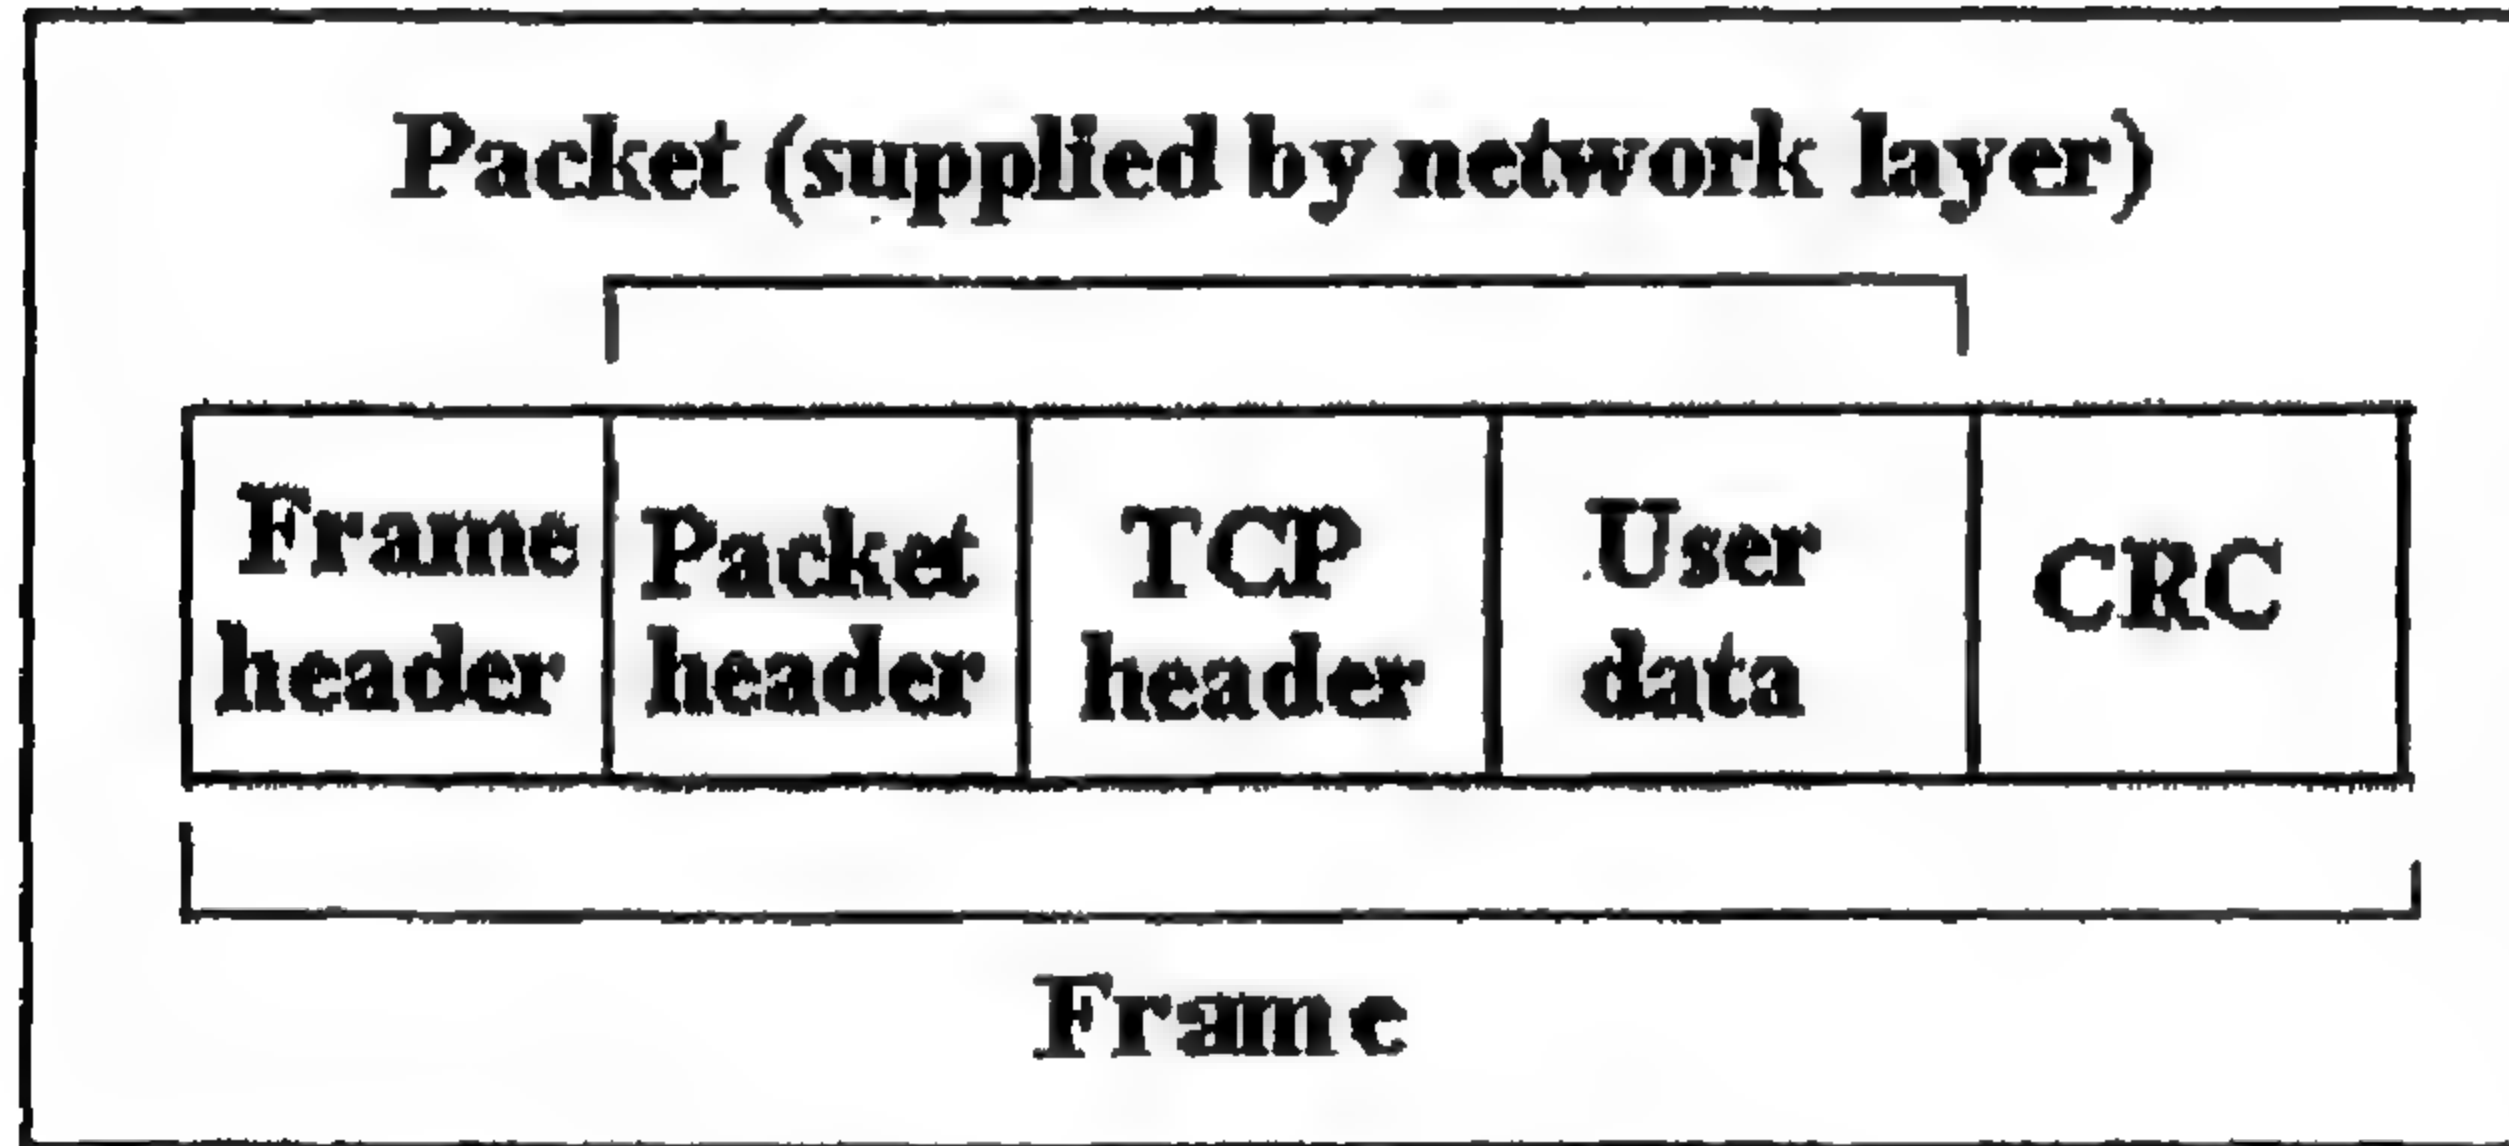 Packet (supplied by network layer)
Frame
header
Packet
header
TCP
header
User
data
CRC
Frame